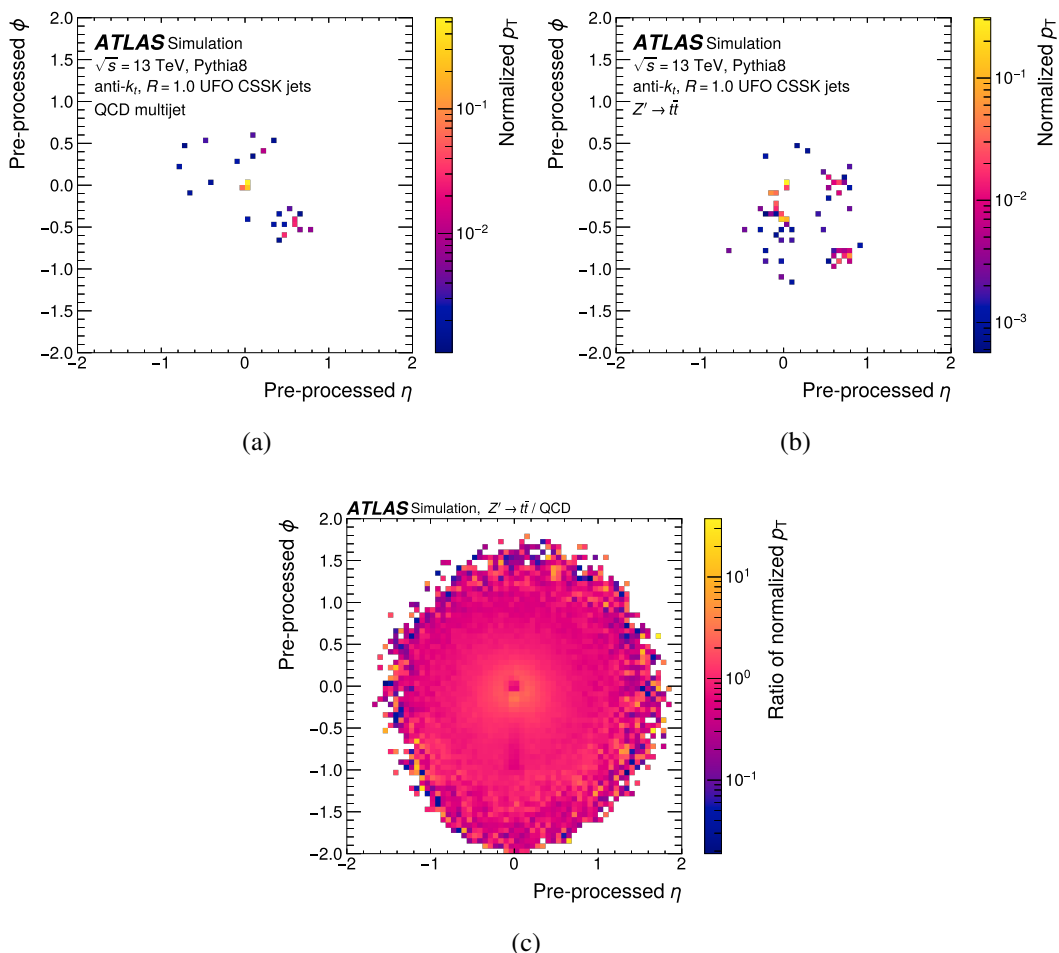 ATLAS Simulation
√s = 13 TeV, Pythia8
anti-kt, R = 1.0 UFO CSSK jets
QCD multijet
Pre-processed ϕ
2.0
1.5
1.0
0.5
0.0
−0.5
−1.0
−1.5
−2.0
−2 −1 0 1 2
Pre-processed η
10⁻¹
10⁻²
Normalized pT
(a)
ATLAS Simulation
√s = 13 TeV, Pythia8
anti-kt, R = 1.0 UFO CSSK jets
Z′ → tt̄
Pre-processed ϕ
2.0
1.5
1.0
0.5
0.0
−0.5
−1.0
−1.5
−2.0
−2 −1 0 1 2
Pre-processed η
10⁻¹
10⁻²
10⁻³
Normalized pT
(b)
ATLAS Simulation, Z′ → tt̄ / QCD
Pre-processed ϕ
2.0
1.5
1.0
0.5
0.0
−0.5
−1.0
−1.5
−2.0
−2 −1 0 1 2
Pre-processed η
10¹
10⁰
10⁻¹
Ratio of normalized pT
(c)